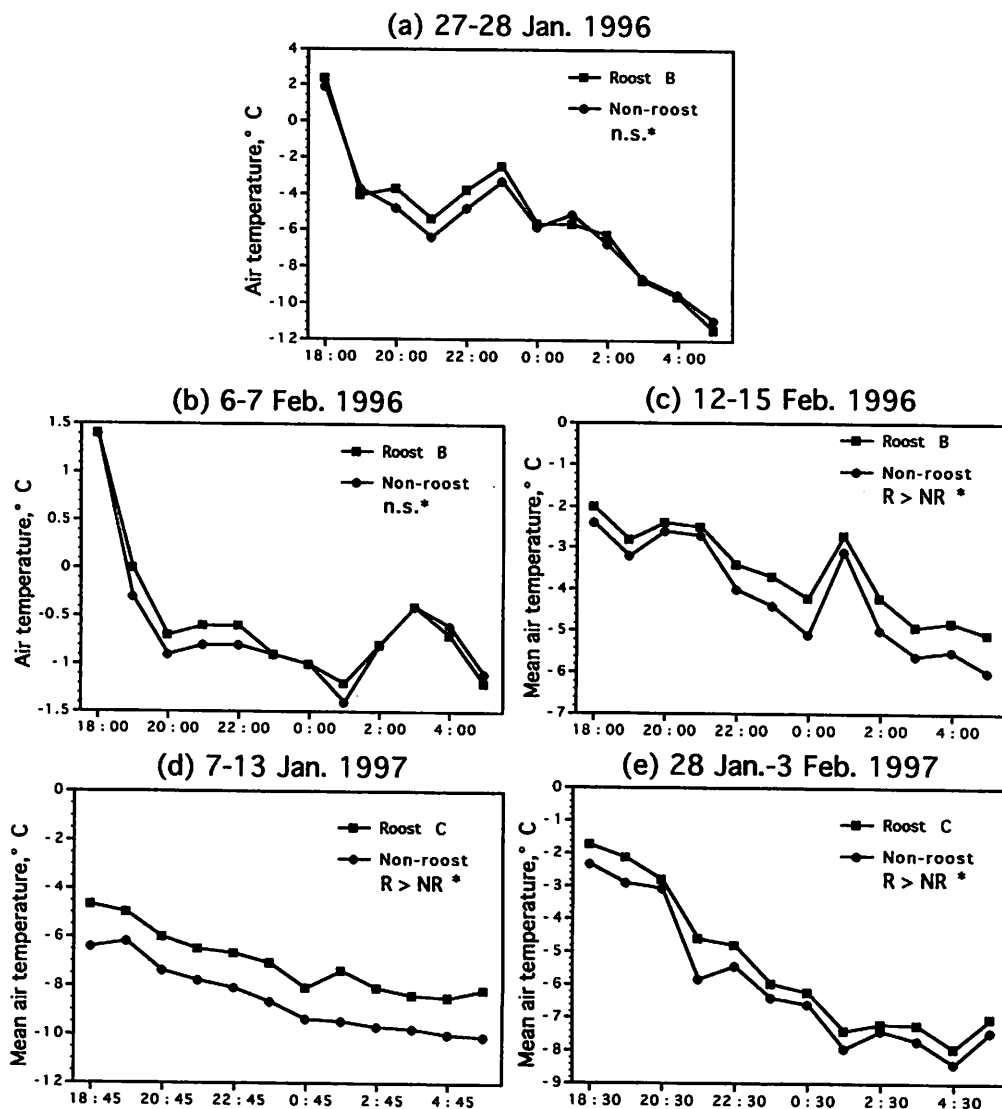 (a) 27-28 Jan. 1996
Air temperature,° C
4
2
0
-2
-4
-6
-8
-10
-12
Roost B
Non-roost
n.s.*
18:00 20:00 22:00 0:00 2:00 4:00
(b) 6-7 Feb. 1996
Air temperature,° C
1.5
1
0.5
0
-0.5
-1
-1.5
Roost B
Non-roost
n.s.*
18:00 20:00 22:00 0:00 2:00 4:00
(c) 12-15 Feb. 1996
Mean air temperature,° C
0
-1
-2
-3
-4
-5
-6
-7
Roost B
Non-roost
R > NR *
18:00 20:00 22:00 0:00 2:00 4:00
(d) 7-13 Jan. 1997
Mean air temperature,° C
0
-2
-4
-6
-8
-10
-12
Roost C
Non-roost
R > NR *
18:45 20:45 22:45 0:45 2:45 4:45
(e) 28 Jan.-3 Feb. 1997
Mean air temperature,° C
0
-1
-2
-3
-4
-5
-6
-7
-8
-9
Roost C
Non-roost
R > NR *
18:30 20:30 22:30 0:30 2:30 4:30